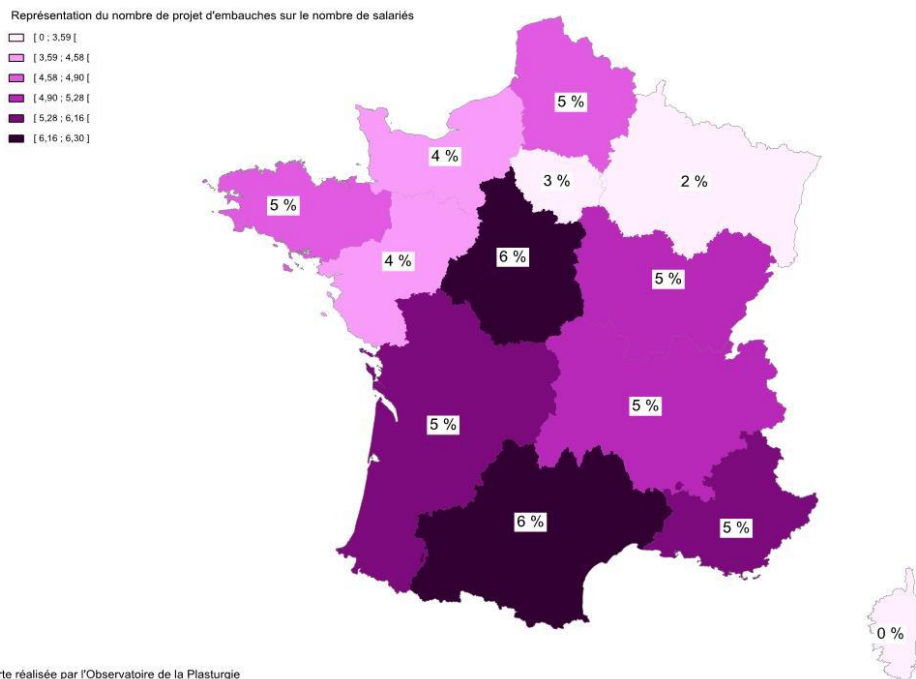 Représentation du nombre de projet d'embauches sur le nombre de salariés
[ 0 ; 3,59 [
[ 3,59 ; 4,58 [
[ 4,58 ; 4,90 [
[ 4,90 ; 5,28 [
[ 5,28 ; 6,16 [
[ 6,16 ; 6,30 ]
5 %
4 %
3 %
2 %
5 %
4 %
6 %
5 %
5 %
5 %
6 %
5 %
0 %
rte réalisée par l'Observatoire de la Plasturgie